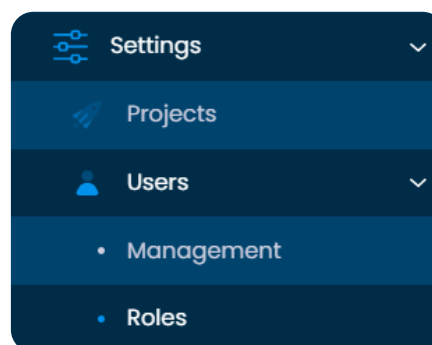 Settings
Projects
Users
Management
Roles